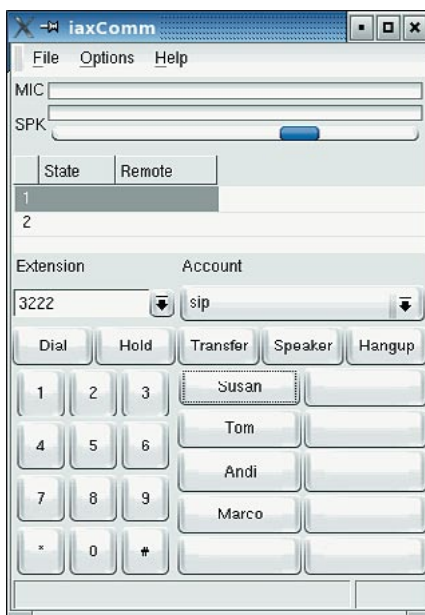 iaxComm
File Options Help
MIC
SPK
State Remote
1
2
Extension Account
3222 sip
Dial Hold Transfer Speaker Hangup
1 2 3 Susan
4 5 6 Tom
Andi
7 8 9 Marco
* 0 #